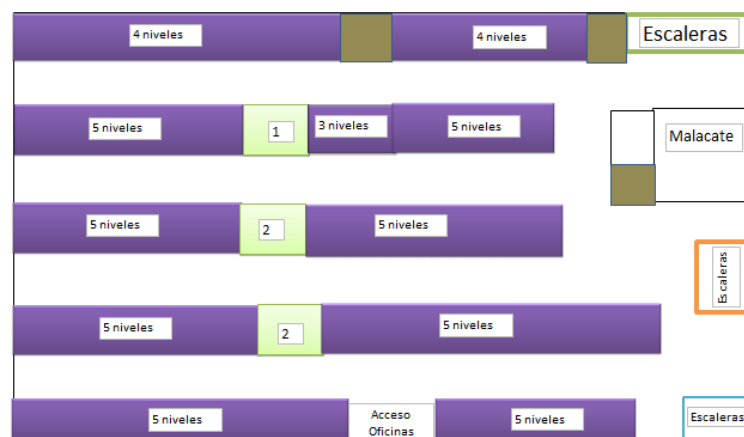 4 niveles
4 niveles
Escaleras
5 niveles
1
3 niveles
5 niveles
Malacate
5 niveles
2
5 niveles
Escaleras
5 niveles
2
5 niveles
5 niveles
Acceso
Oficinas
5 niveles
Escaleras